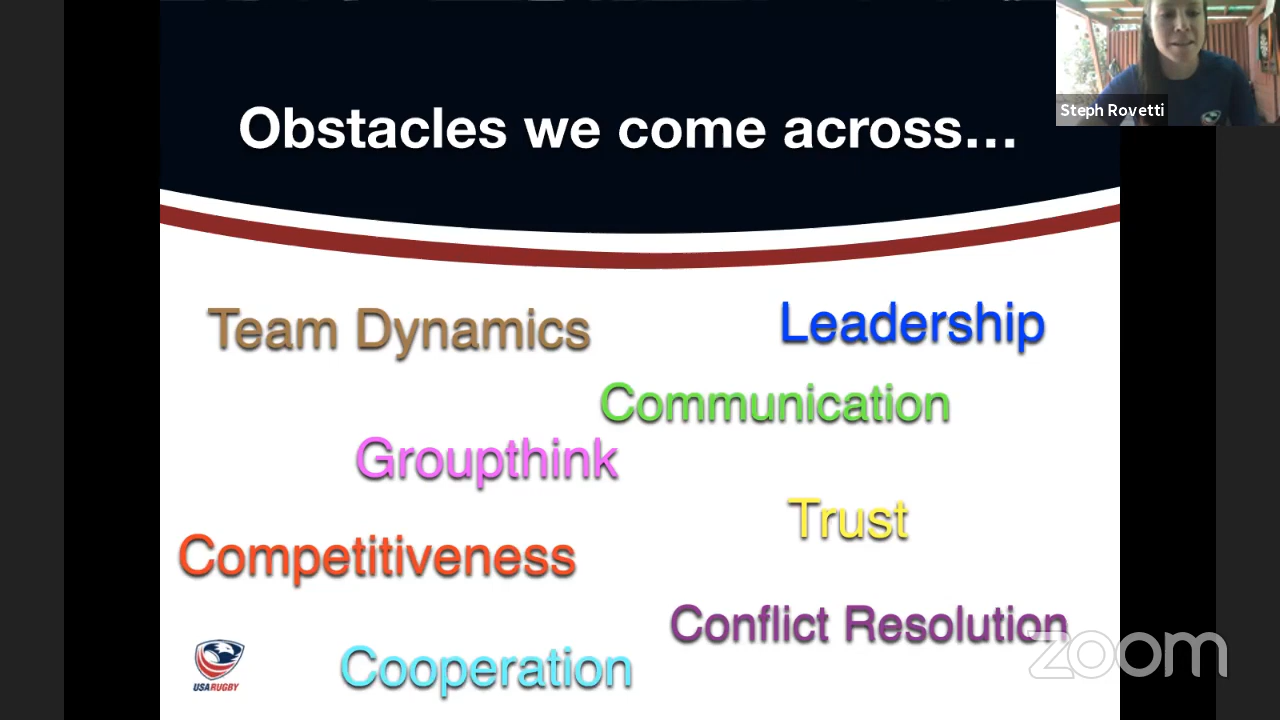 Steph Rovetti
Obstacles we come across...
Team Dynamics
Leadership
Communication
Groupthink
Trust
Competitiveness
Conflict Resolution
Cooperation
USA RUGBY
zoom